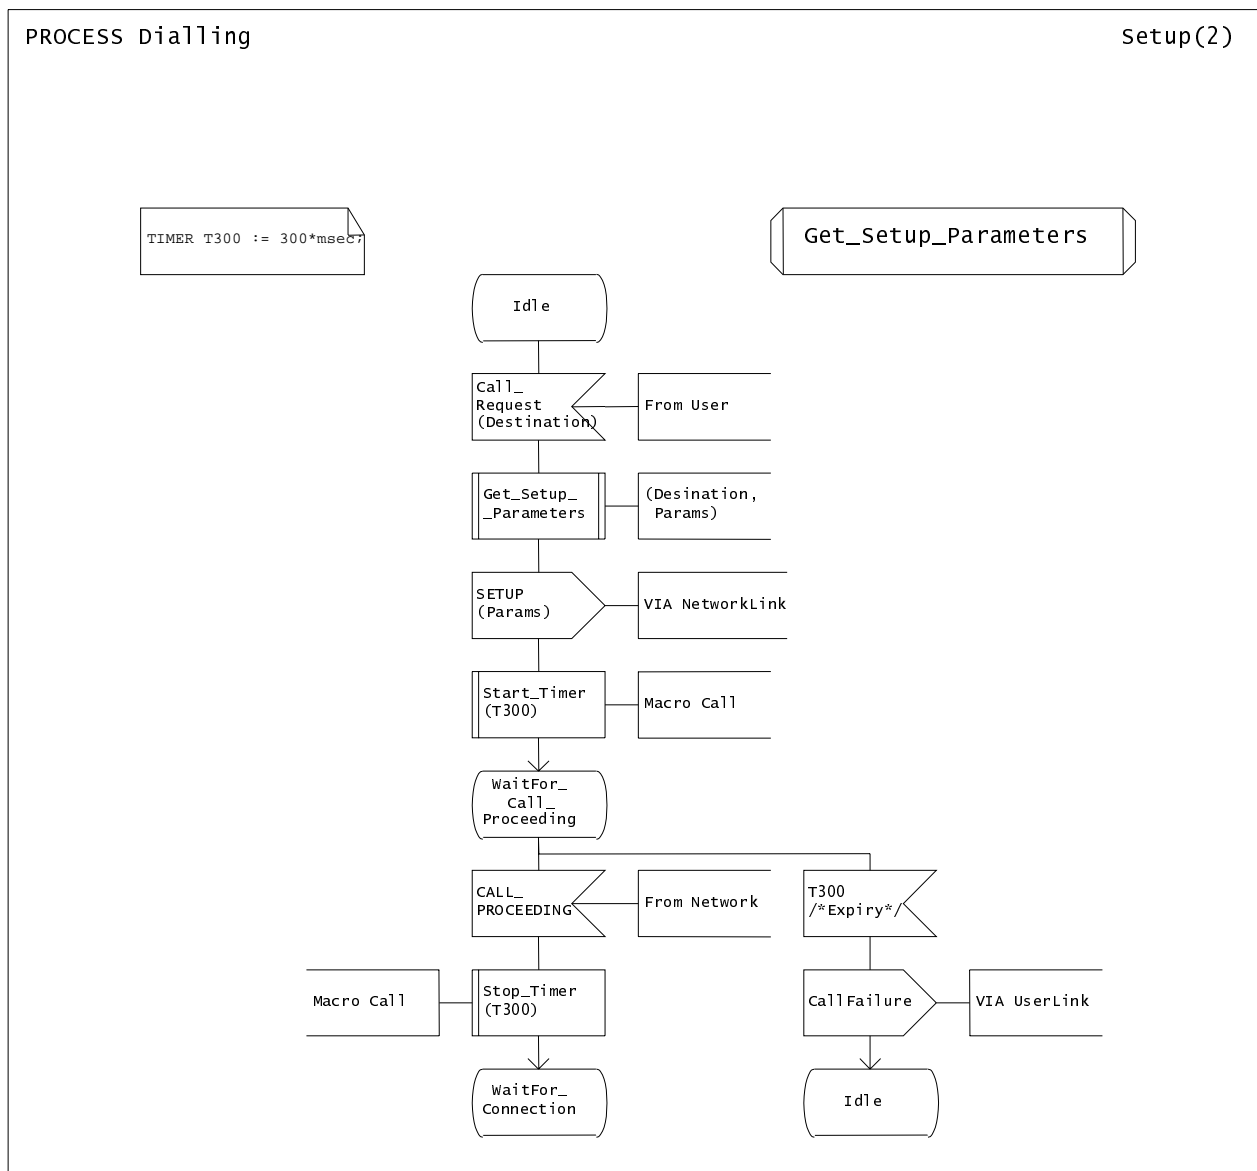 PROCESS Dialling
Setup(2)
TIMER T300 := 300*msec;
Get_Setup_Parameters
Idle
Call_
Request
(Destination)
From User
Get_Setup_
_Parameters
(Desination,
Params)
SETUP
(Params)
VIA NetworkLink
Start_Timer
(T300)
Macro Call
WaitFor_
Call_
Proceeding
CALL_
PROCEEDING
From Network
T300
/*Expiry*/
Macro Call
Stop_Timer
(T300)
CallFailure
VIA UserLink
WaitFor_
Connection
Idle